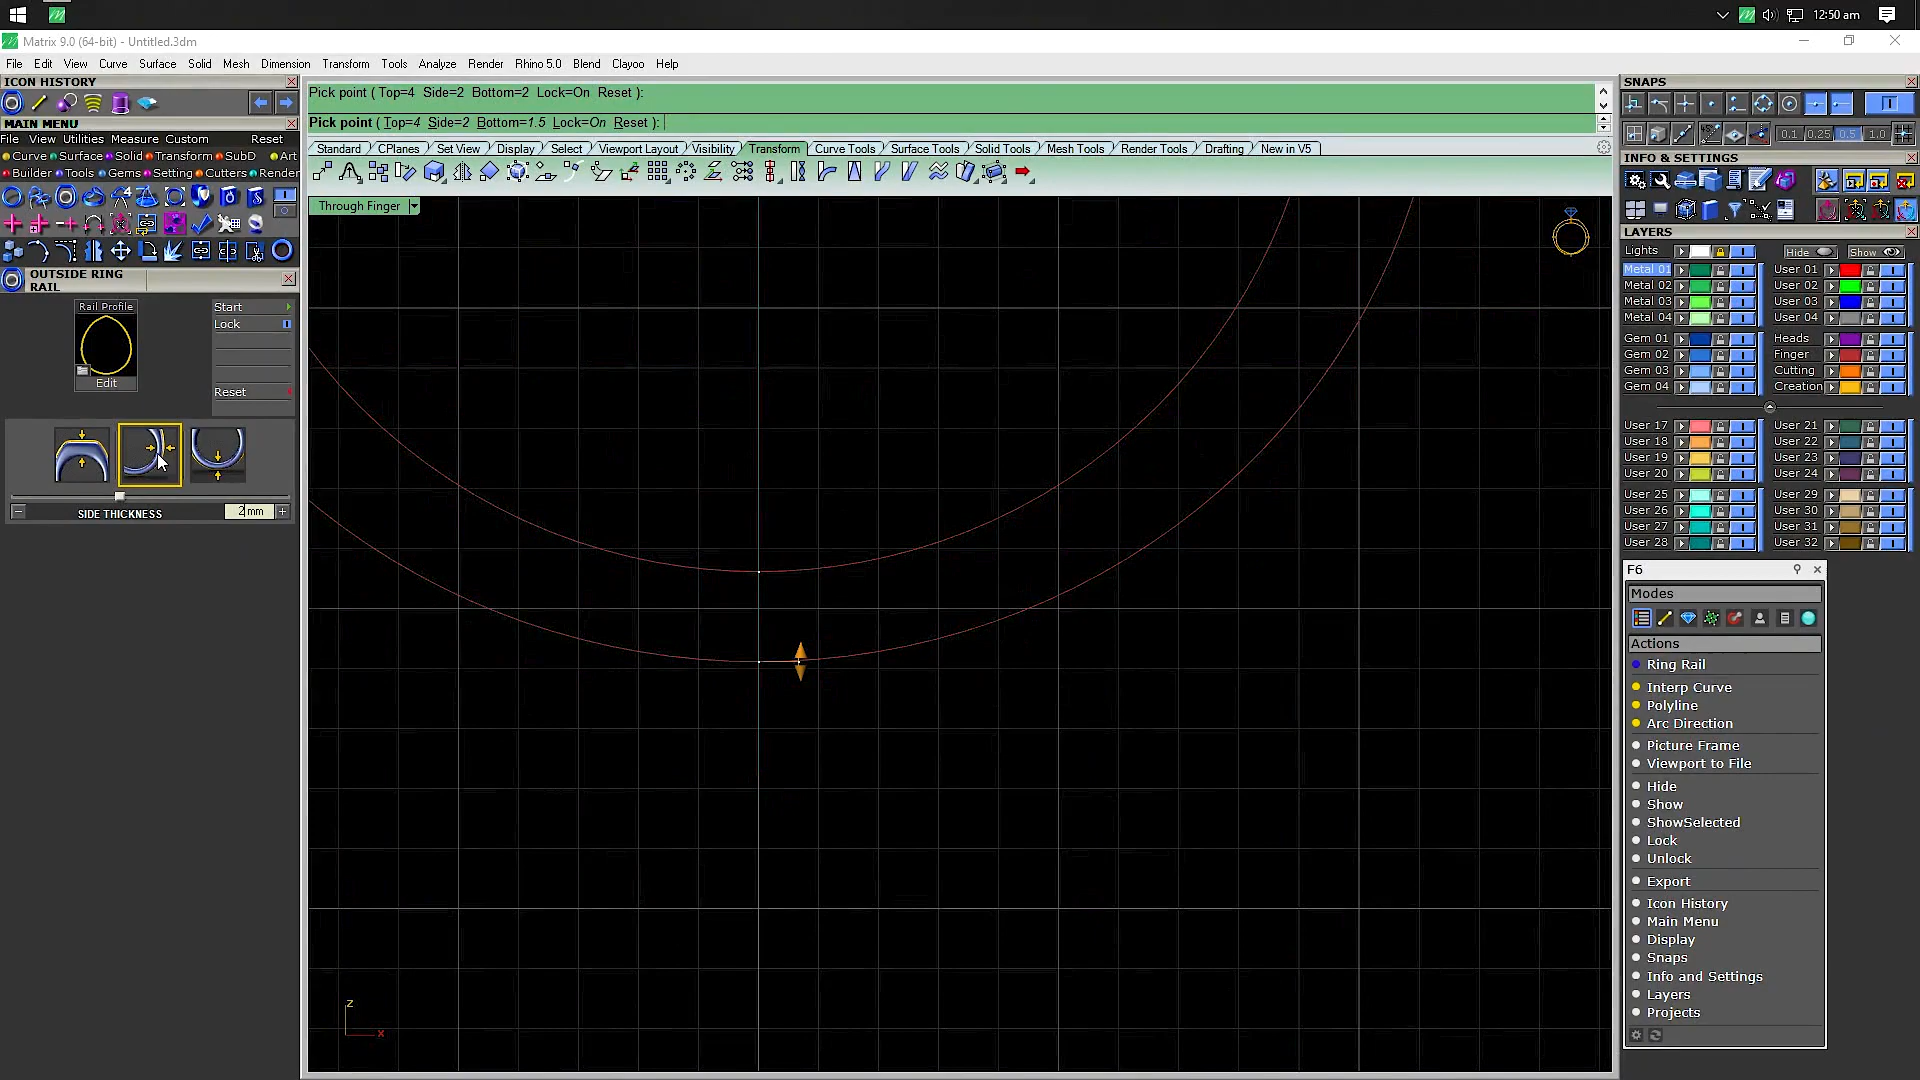 12:50 am
Matrix 9.0 (64-bit) - Untitled.3dm
File Edit View Curve Surface Solid Mesh Dimension Transform Tools Analyze Render Rhino 5.0 Blend Clayoo Help
ICON HISTORY
MAIN MENU
File View Utilities Measure Custom Reset
Curve Surface Solid Transform SubD Art
Builder Tools Gems Setting Cutters Render
OUTSIDE RING
RAIL
Rail Profile
Edit
Start
Lock
Reset
SIDE THICKNESS
2 mm
Pick point ( Top=4 Side=2 Bottom=2 Lock=On Reset ):
Pick point ( Top=4 Side=2 Bottom=1.5 Lock=On Reset ):
Standard CPlanes Set View Display Select Viewport Layout Visibility Transform Curve Tools Surface Tools Solid Tools Mesh Tools Render Tools Drafting New in V5
Through Finger
z
x
SNAPS
0.1 0.25 0.5 1.0
INFO & SETTINGS
LAYERS
Lights Hide Show
Metal 01 User 01
Metal 02 User 02
Metal 03 User 03
Metal 04 User 04
Gem 01 Heads
Gem 02 Finger
Gem 03 Cutting
Gem 04 Creation
User 17 User 21
User 18 User 22
User 19 User 23
User 20 User 24
User 25 User 29
User 26 User 30
User 27 User 31
User 28 User 32
F6
Modes
Actions
Ring Rail
Interp Curve
Polyline
Arc Direction
Picture Frame
Viewport to File
Hide
Show
ShowSelected
Lock
Unlock
Export
Icon History
Main Menu
Display
Snaps
Info and Settings
Layers
Projects